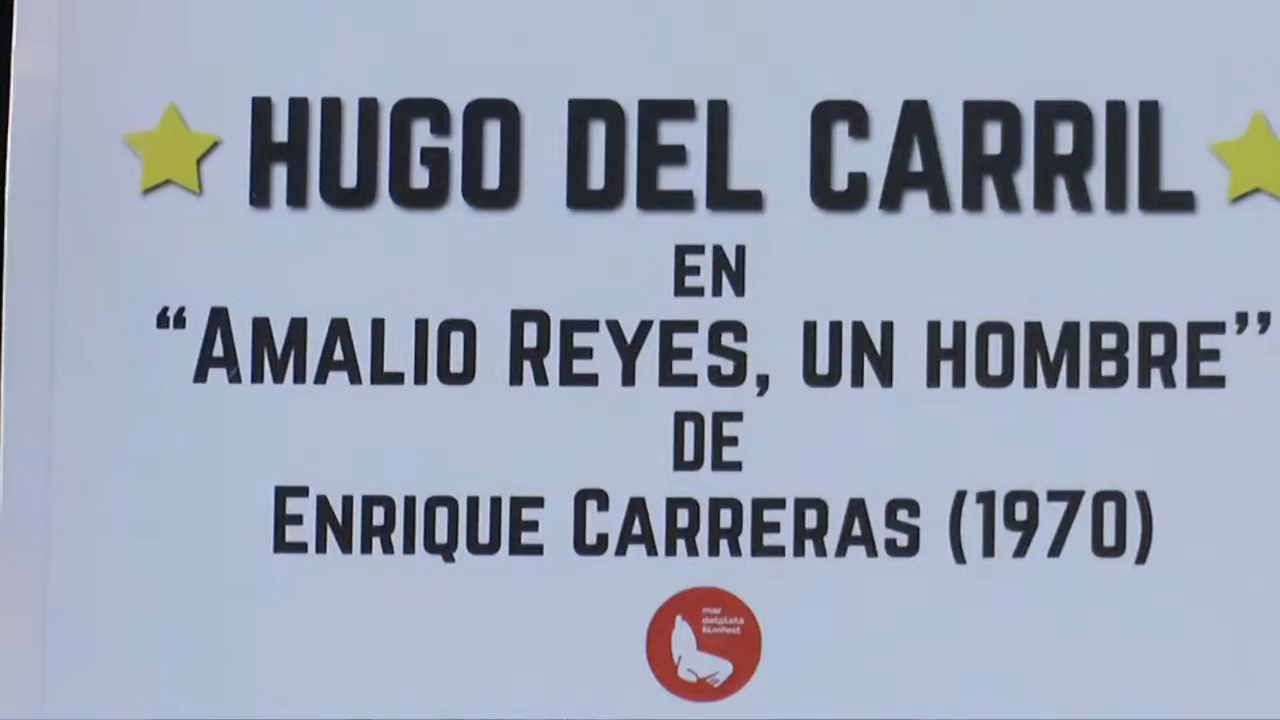 HUGO DEL CARRIL
EN
“AMALIO REYES, UN HOMBRE”
DE
ENRIQUE CARRERAS (1970)
mar
delplata
filmfest